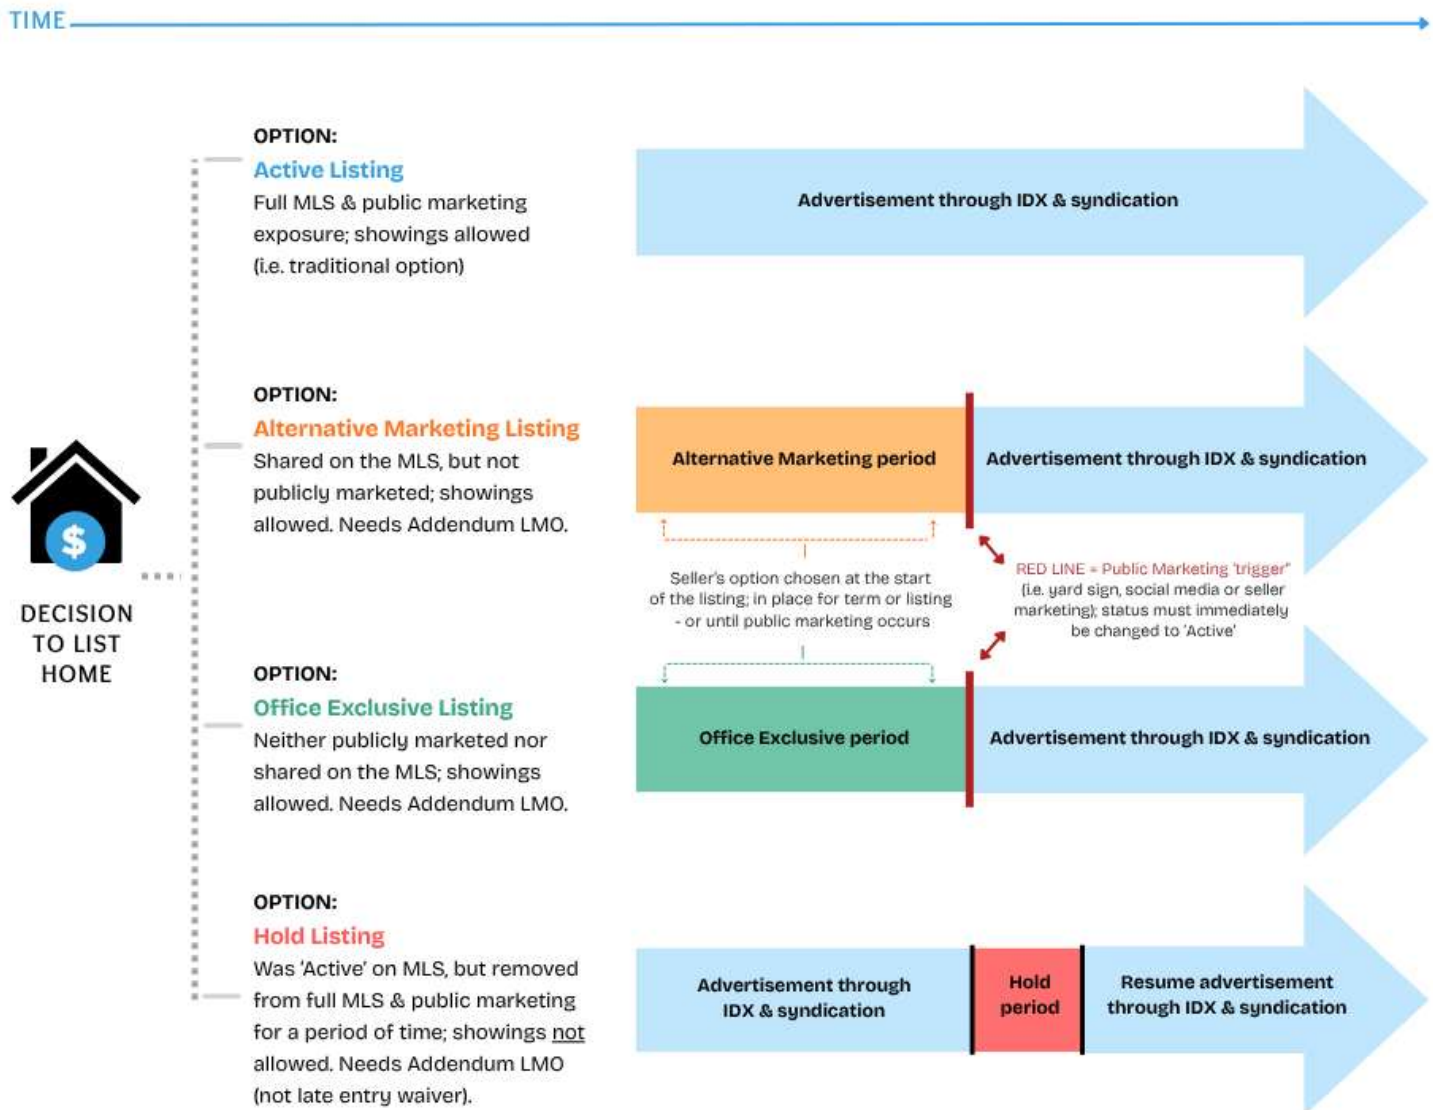 TIME
OPTION:
Active Listing
Full MLS & public marketing
exposure; showings allowed
(i.e. traditional option)
Advertisement through IDX & syndication
OPTION:
Alternative Marketing Listing
Shared on the MLS, but not
publicly marketed; showings
allowed. Needs Addendum LMO.
Alternative Marketing period
Advertisement through IDX & syndication
$
DECISION
TO LIST
HOME
Seller's option chosen at the start
of the listing; in place for term or listing
- or until public marketing occurs
RED LINE = Public Marketing 'trigger"
(i.e. yard sign, social media or seller
marketing); status must immediately
be changed to 'Active'
OPTION:
Office Exclusive Listing
Neither publicly marketed nor
shared on the MLS; showings
allowed. Needs Addendum LMO.
Office Exclusive period
Advertisement through IDX & syndication
OPTION:
Hold Listing
Was 'Active' on MLS, but removed
from full MLS & public marketing
for a period of time; showings not
allowed. Needs Addendum LMO
(not late entry waiver).
Advertisement through
IDX & syndication
Hold
period
Resume advertisement
through IDX & syndication